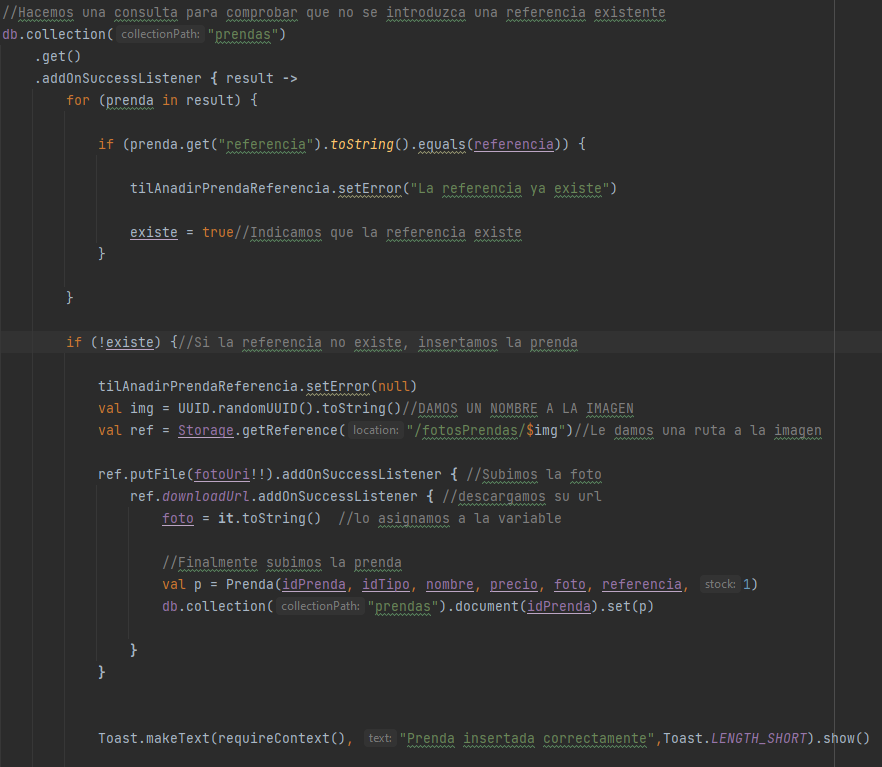 //Hacemos una consulta para comprobar que no se introduzca una referencia existente
db.collection( collectionPath: "prendas")
.get()
.addOnSuccessListener { result ->
for (prenda in result) {
if (prenda.get("referencia").toString().equals(referencia)) {
tilAnadirPrendaReferencia.setError("La referencia ya existe")
existe = true//Indicamos que la referencia existe
}
}
if (!existe) {//Si la referencia no existe, insertamos la prenda
tilAnadirPrendaReferencia.setError(null)
val img = UUID.randomUUID().toString()//DAMOS UN NOMBRE A LA IMAGEN
val ref = Storage.getReference( location: "/fotosPrendas/$img")//Le damos una ruta a la imagen
ref.putFile(fotoUri!!).addOnSuccessListener { //Subimos la foto
ref.downloadUrl.addOnSuccessListener { //descargamos su url
foto = it.toString() //lo asignamos a la variable
//Finalmente subimos la prenda
val p = Prenda(idPrenda, idTipo, nombre, precio, foto, referencia, stock: 1)
db.collection( collectionPath: "prendas").document(idPrenda).set(p)
}
}
Toast.makeText(requireContext(), text: "Prenda insertada correctamente",Toast.LENGTH_SHORT).show()